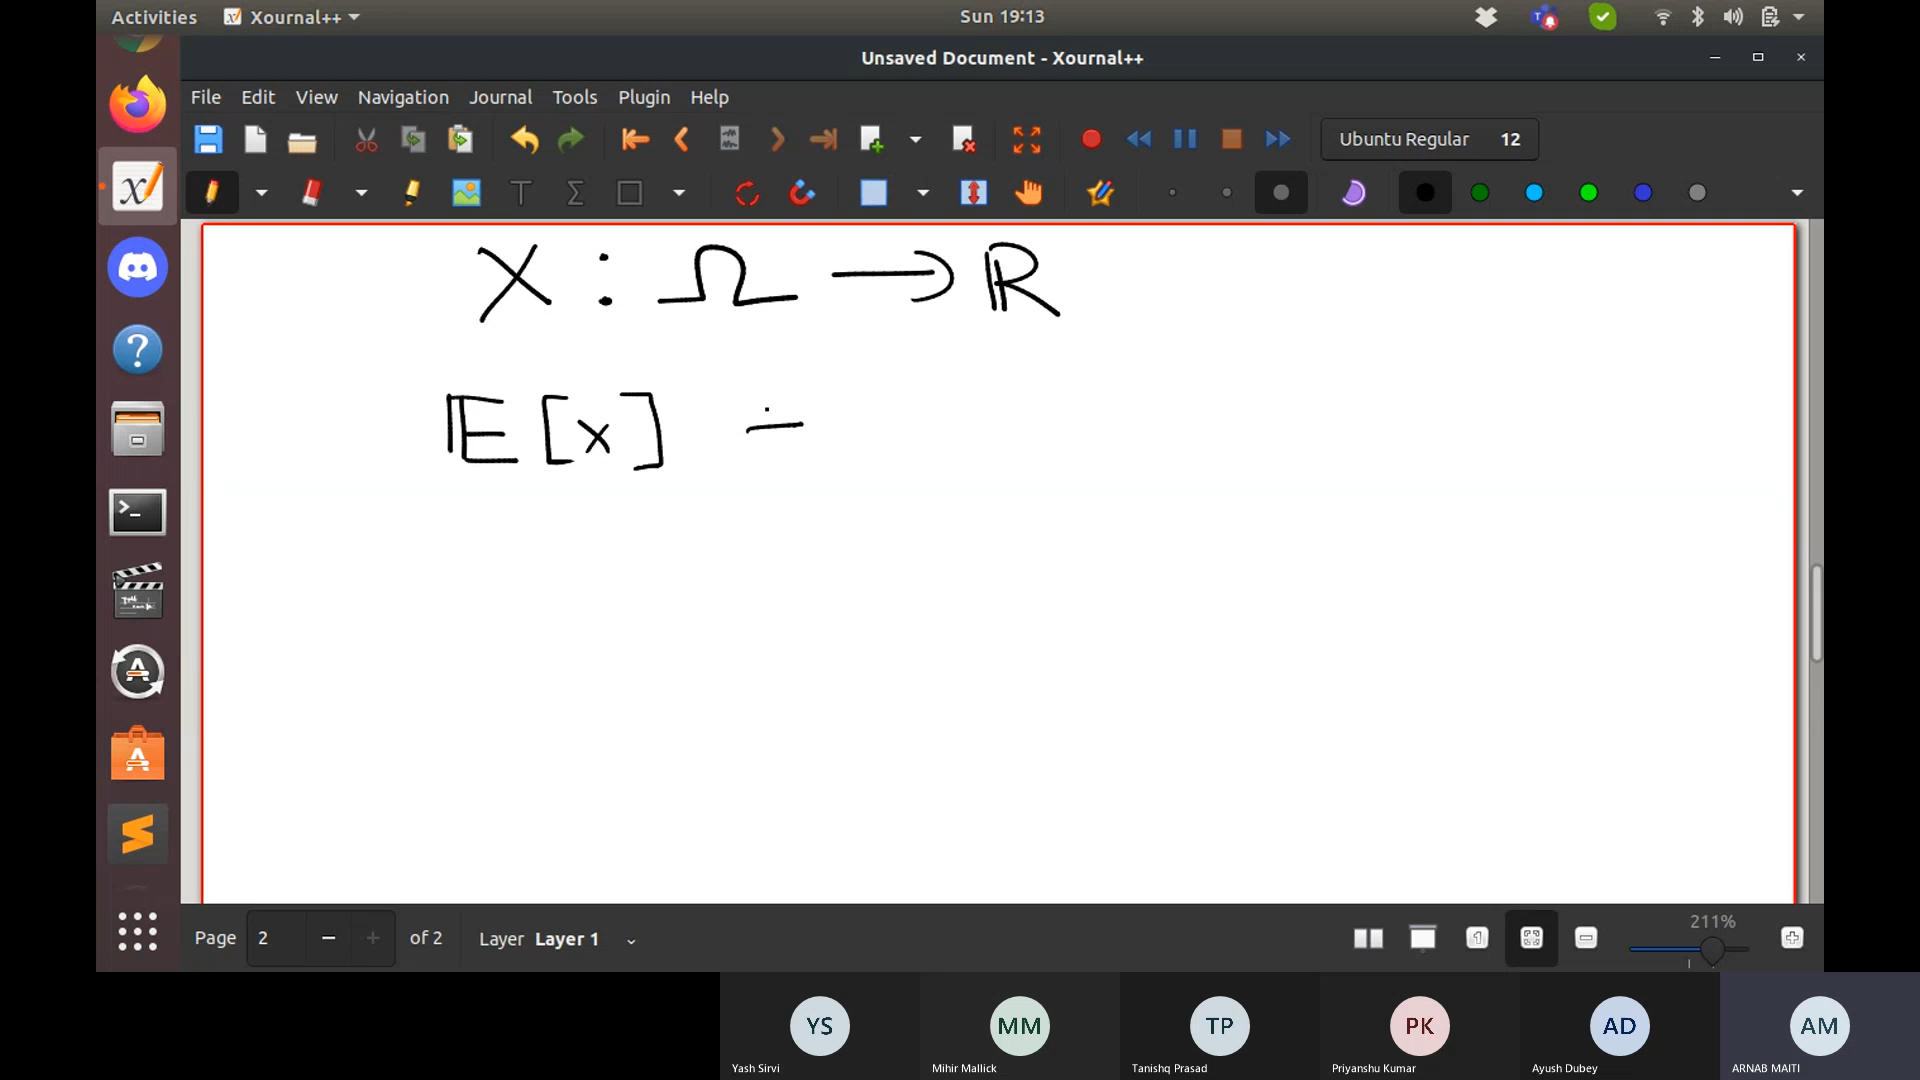 Activities Xournal++ Sun 19:13
Unsaved Document - Xournal++
File Edit View Navigation Journal Tools Plugin Help
Ubuntu Regular 12
X : Ω → ℝ
𝔼 [x]
Page 2 of 2 Layer Layer 1 211%
YS MM TP PK AD AM
Yash Sirvi Mihir Mallick Tanishq Prasad Priyanshu Kumar Ayush Dubey ARNAB MAITI